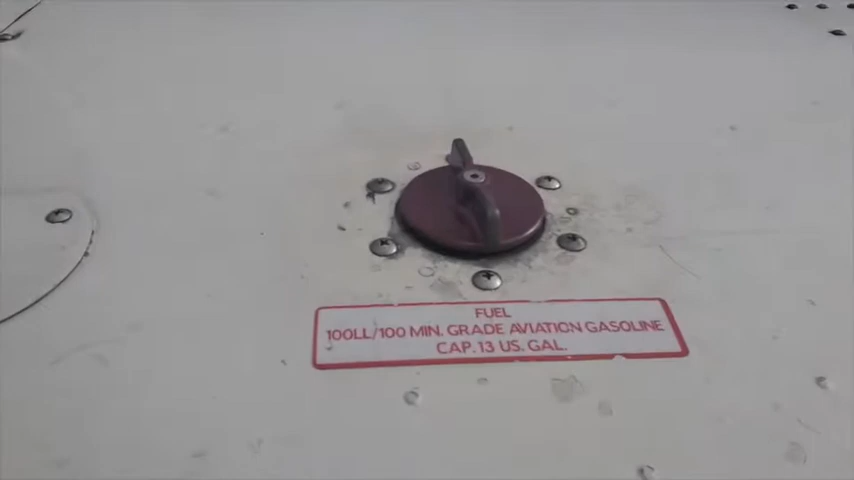 FUEL
100LL/100 MIN. GRADE AVIATION GASOLINE
CAP. 13 US. GAL.